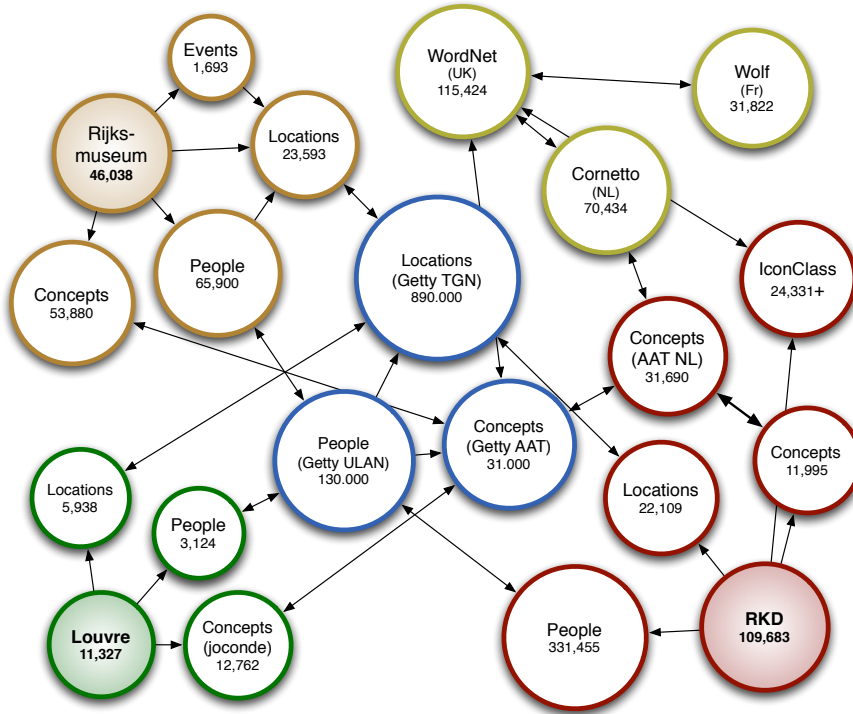 Events
1,693
WordNet
(UK)
115,424
Wolf
(Fr)
31,822
Rijks-
museum
46,038
Locations
23,593
Cornetto
(NL)
70,434
Concepts
53,880
People
65,900
Locations
(Getty TGN)
890.000
IconClass
24,331+
Concepts
(AAT NL)
31,690
People
(Getty ULAN)
130.000
Concepts
(Getty AAT)
31.000
Concepts
11,995
Locations
5,938
People
3,124
Locations
22,109
Louvre
11,327
Concepts
(joconde)
12,762
People
331,455
RKD
109,683